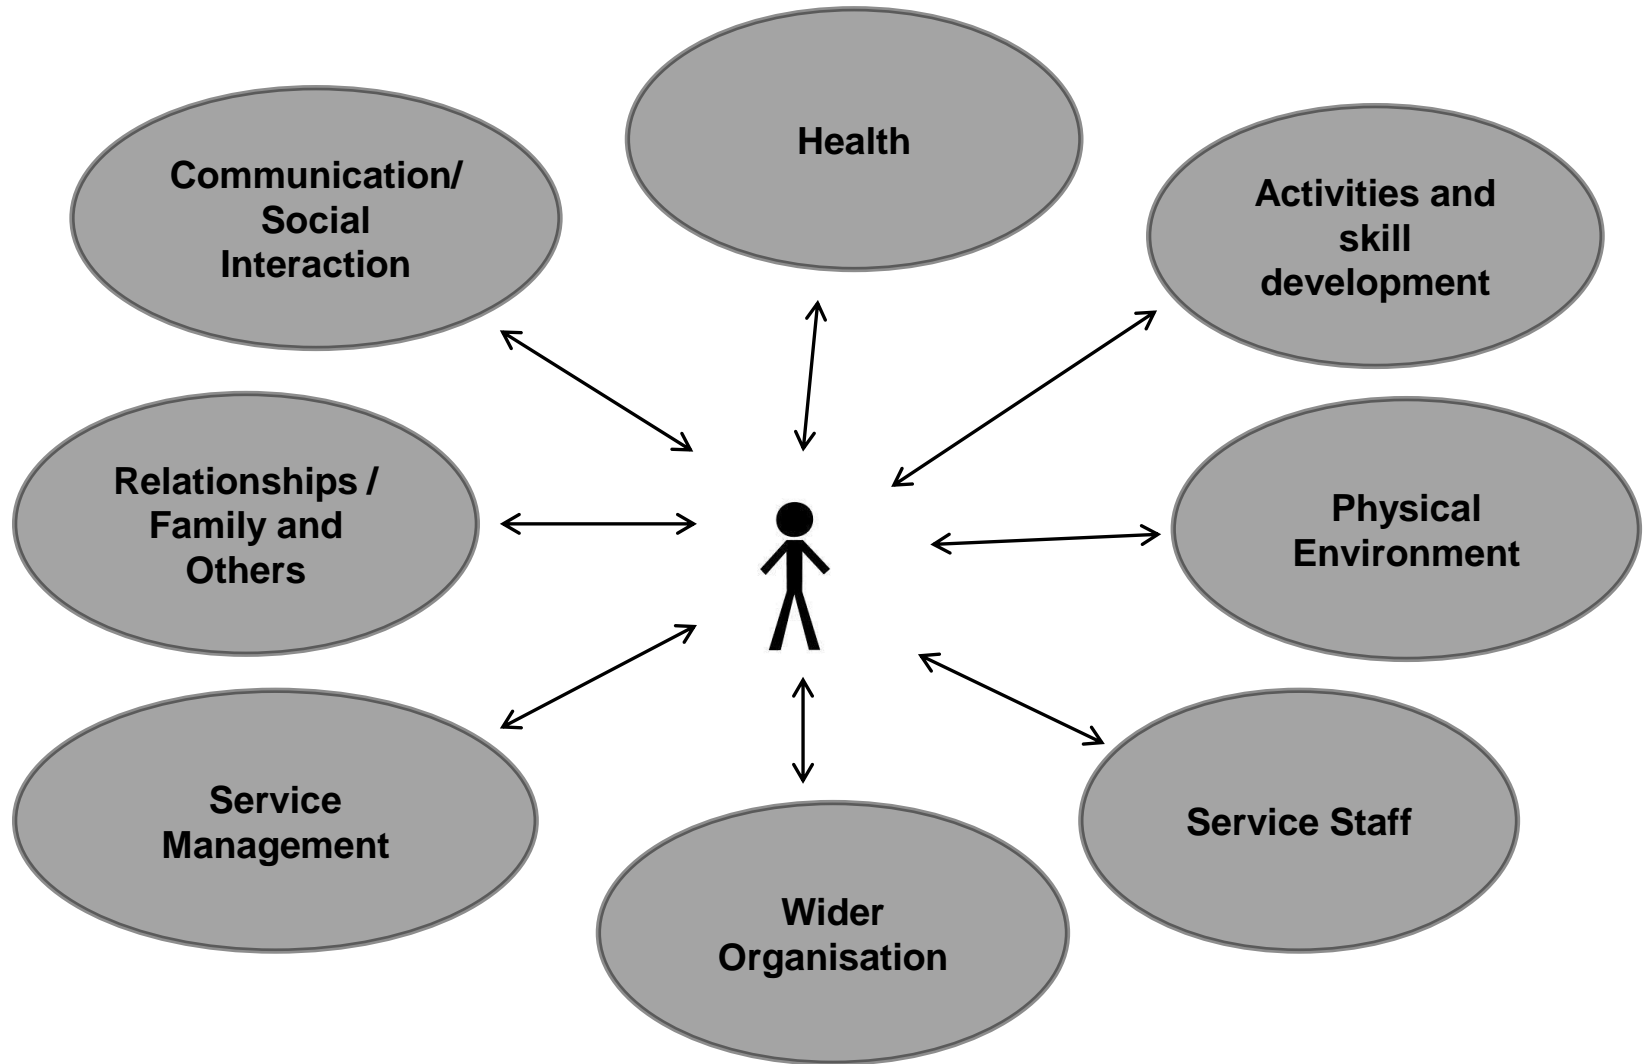 Health
Communication/
Social
Interaction
Activities and
skill
development
Relationships /
Family and
Others
Physical
Environment
Service
Management
Service Staff
Wider
Organisation